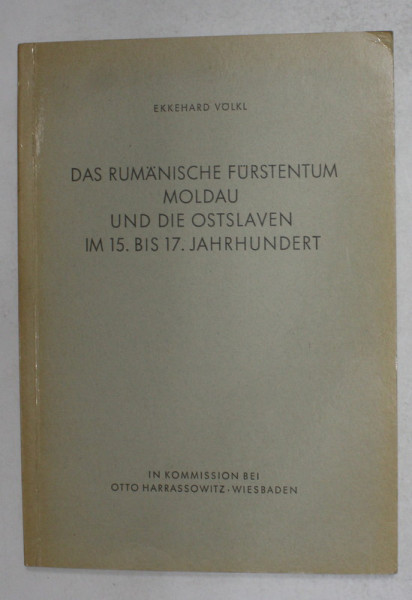 EKKEHARD VÖLKL
DAS RUMÄNISCHE FÜRSTENTUM
MOLDAU
UND DIE OSTSLAVEN
IM 15. BIS 17. JAHRHUNDERT
IN KOMMISSION BEI
OTTO HARRASSOWITZ · WIESBADEN